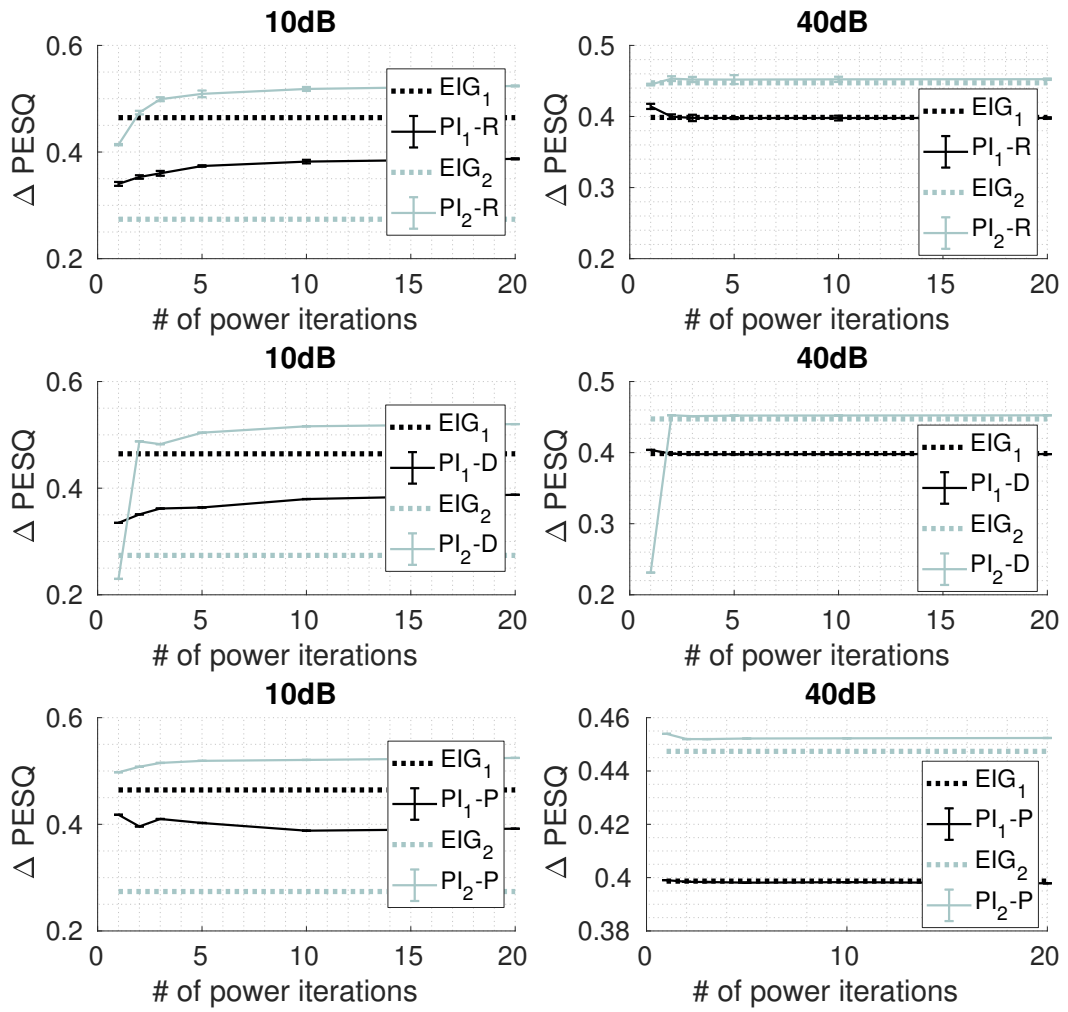 10dB
0.6
0.4
0.2
Δ PESQ
EIG1
PI1-R
EIG2
PI2-R
0 5 10 15 20
# of power iterations
40dB
0.5
0.4
0.3
0.2
Δ PESQ
EIG1
PI1-R
EIG2
PI2-R
0 5 10 15 20
# of power iterations
10dB
0.6
0.4
0.2
Δ PESQ
EIG1
PI1-D
EIG2
PI2-D
0 5 10 15 20
# of power iterations
40dB
0.5
0.4
0.3
0.2
Δ PESQ
EIG1
PI1-D
EIG2
PI2-D
0 5 10 15 20
# of power iterations
10dB
0.6
0.4
0.2
Δ PESQ
EIG1
PI1-P
EIG2
PI2-P
0 5 10 15 20
# of power iterations
40dB
0.46
0.44
0.42
0.4
0.38
Δ PESQ
EIG1
PI1-P
EIG2
PI2-P
0 10 20
# of power iterations